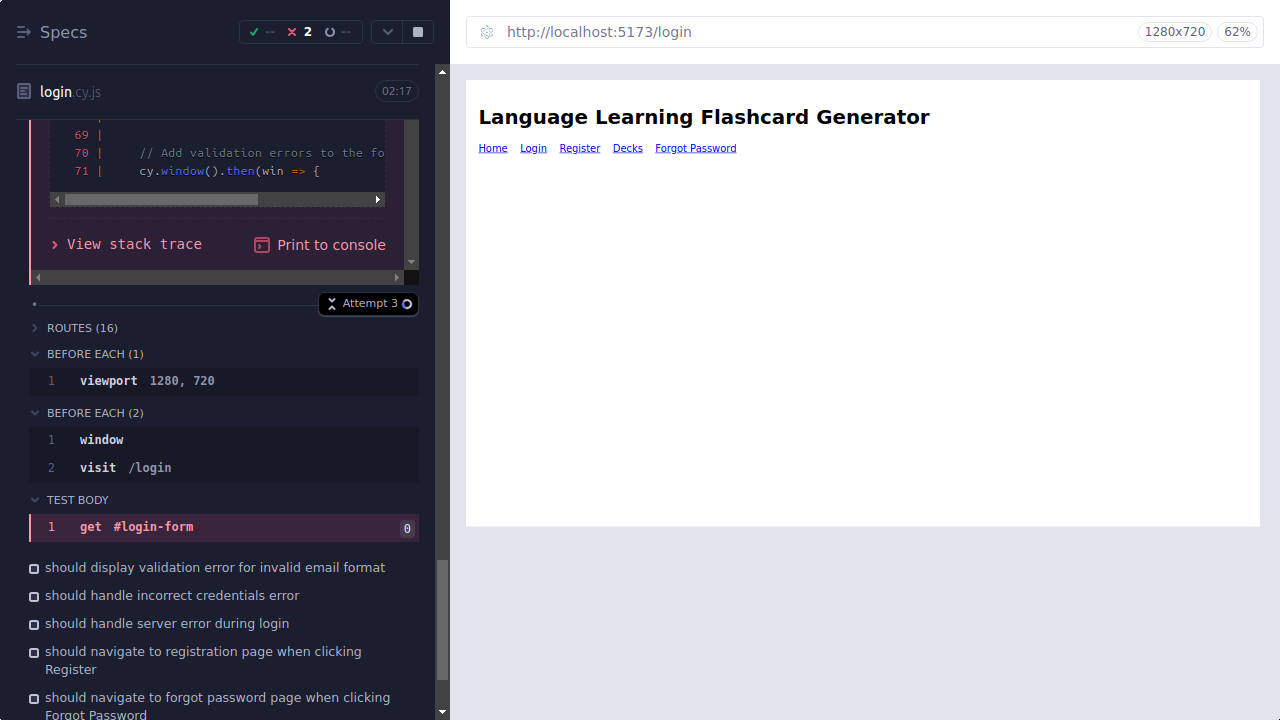 Specs
-- 2 --
login.cy.js 02:17
69 |
70 | // Add validation errors to the fo
71 | cy.window().then(win => {
View stack trace
Print to console
Attempt 3
ROUTES (16)
BEFORE EACH (1)
1 viewport 1280, 720
BEFORE EACH (2)
1 window
2 visit /login
TEST BODY
1 get #login-form 0
should display validation error for invalid email format
should handle incorrect credentials error
should handle server error during login
should navigate to registration page when clicking
Register
should navigate to forgot password page when clicking
Forgot Password
http://localhost:5173/login 1280x720 62%
Language Learning Flashcard Generator
Home Login Register Decks Forgot Password